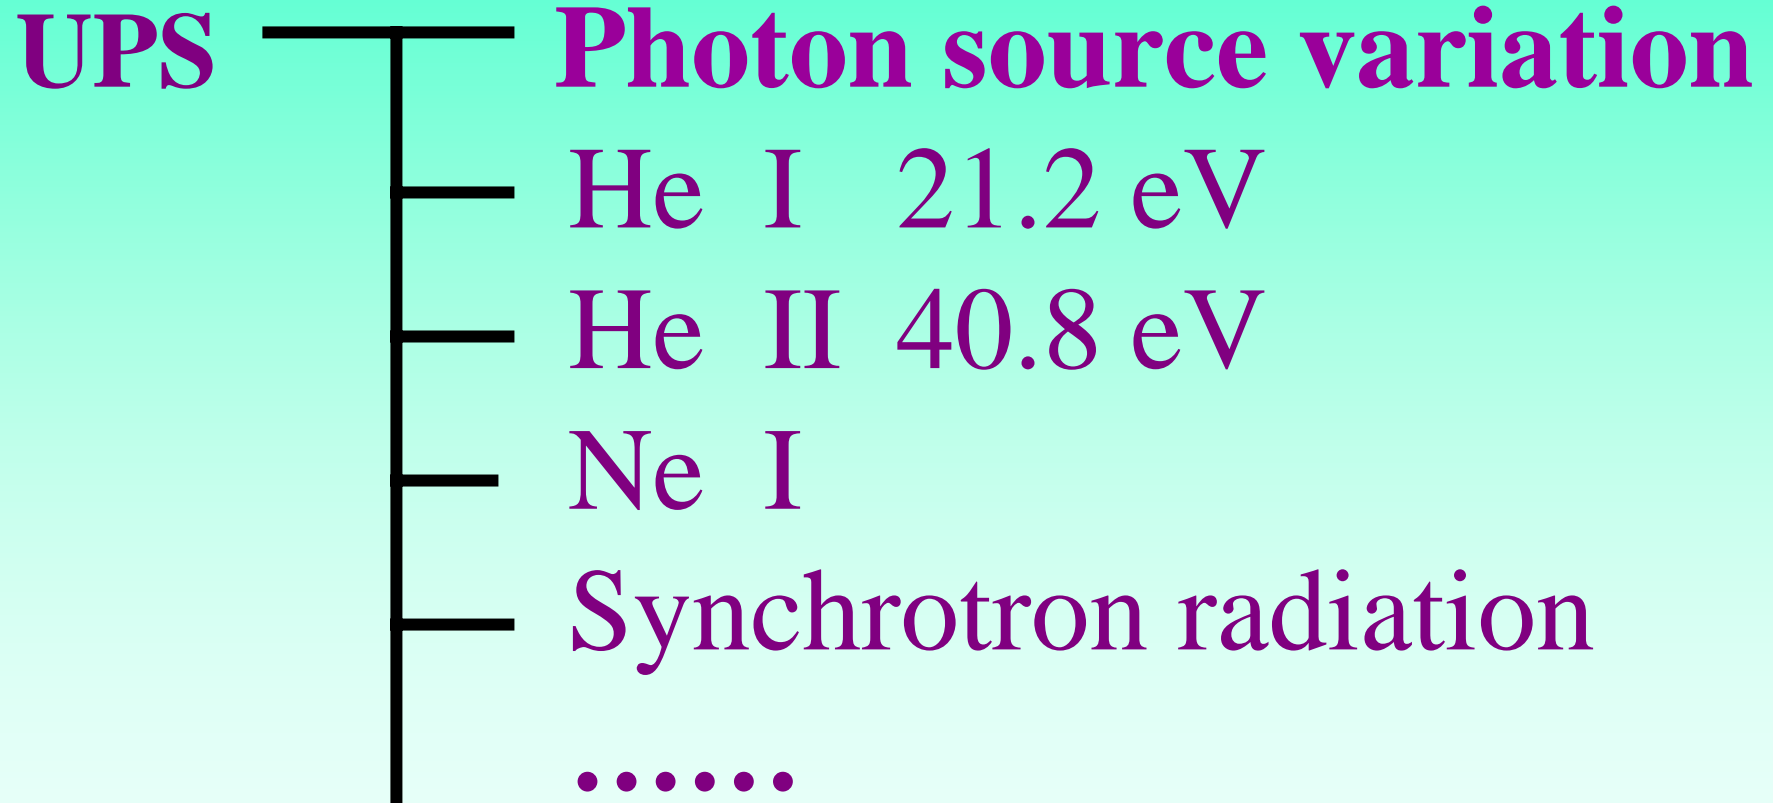 UPS Photon source variation
He I 21.2 eV
He II 40.8 eV
Ne I
Synchrotron radiation
......